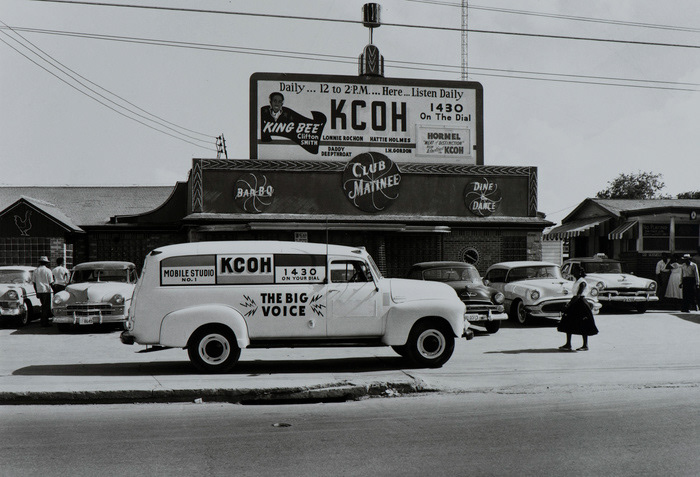 Daily... 12 to 2 P.M.... Here... Listen Daily
KCOH
1430
On The Dial
"KING BEE"
Clifton
SMITH
LONNIE ROCHON HATTIE HOLMES
DADDY
DEEPTHROAT
I.H. GORDON
HORMEL
KCOH
CLUB
MATINEE
BAR-B-Q
DINE
DANCE
MOBILE STUDIO
NO. 1
KCOH
1430
ON YOUR DIAL
THE BIG
VOICE